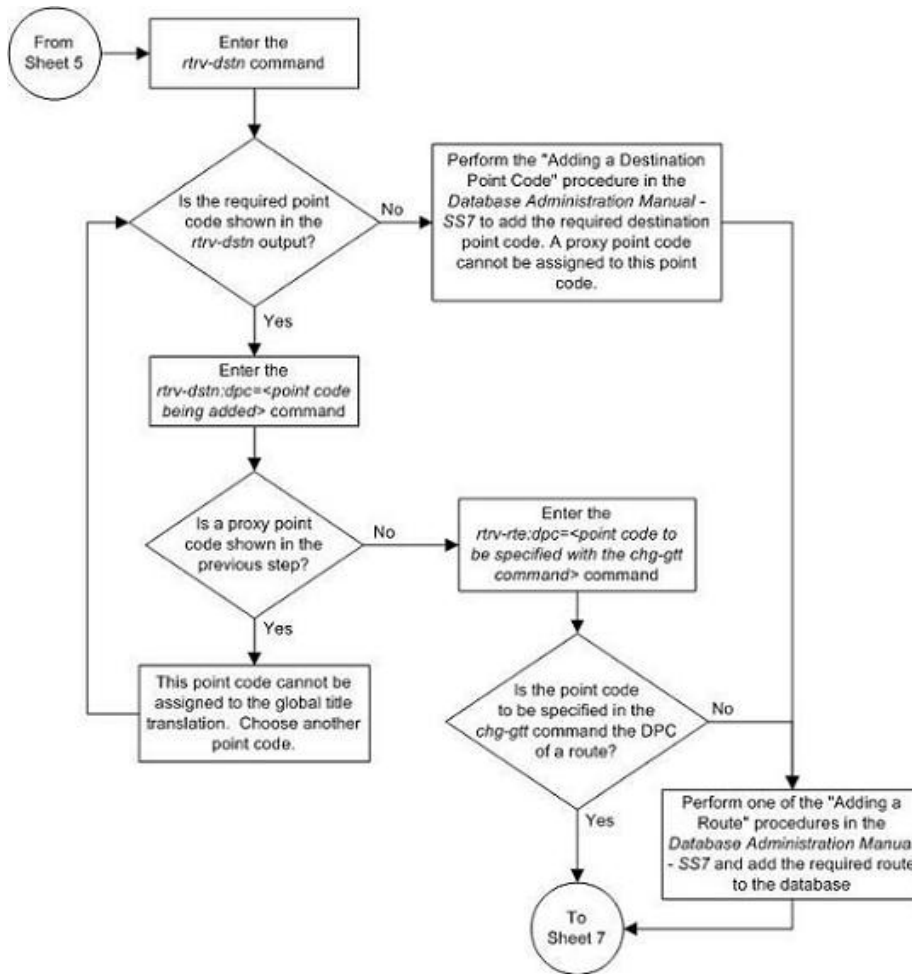 From
Sheet 5
Enter the
rtrv-dstn command
Is the required point
code shown in the
rtrv-dstn output?
No
Perform the "Adding a Destination
Point Code" procedure in the
Database Administration Manual -
SS7 to add the required destination
point code. A proxy point code
cannot be assigned to this point
code.
Yes
Enter the
rtrv-dstn:dpc=<point code
being added> command
Is a proxy point
code shown in the
previous step?
No
Enter the
rtrv-rte:dpc=<point code to
be specified with the chg-gtt
command> command
Yes
This point code cannot be
assigned to the global title
translation. Choose another
point code.
Is the point code
to be specified in the
chg-gtt command the DPC
of a route?
No
Yes
Perform one of the "Adding a
Route" procedures in the
Database Administration Manual
- SS7 and add the required route
to the database
To
Sheet 7